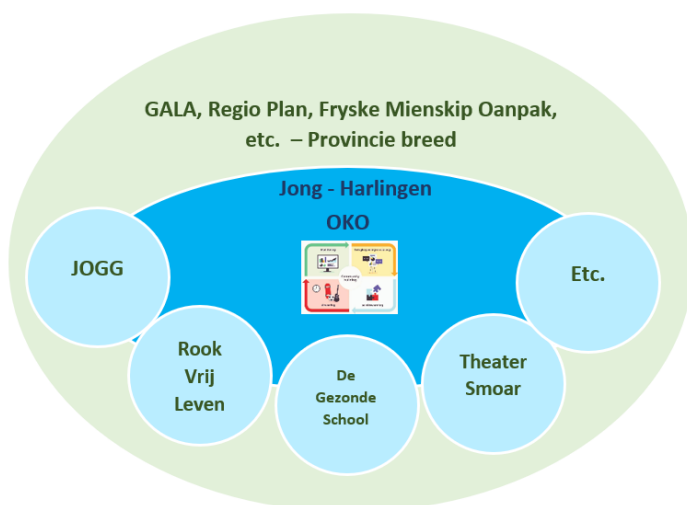 GALA, Regio Plan, Fryske Mienskip Oanpak,
etc. – Provincie breed
Jong - Harlingen
OKO
JOGG
Rook
Vrij
Leven
De
Gezonde
School
Theater
Smoar
Etc.